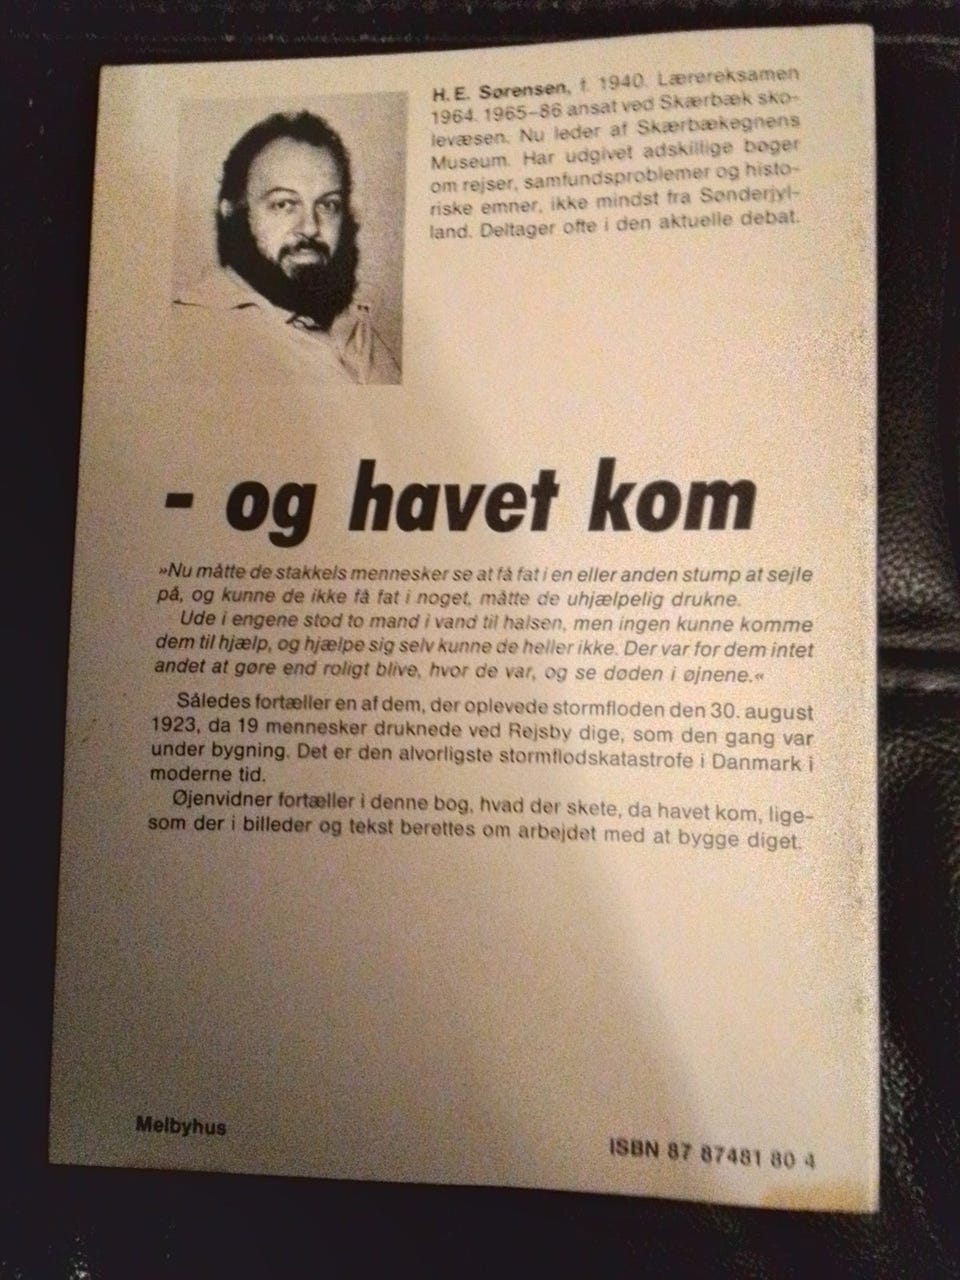 H. E. Sørensen, f. 1940. Lærereksamen
1964. 1965–86 ansat ved Skærbæk sko-
levæsen. Nu leder af Skærbækegnens
Museum. Har udgivet adskillige bøger
om rejser, samfundsproblemer og histo-
riske emner, ikke mindst fra Sønderjyl-
land. Deltager ofte i den aktuelle debat.
- og havet kom
»Nu måtte de stakkels mennesker se at få fat i en eller anden stump at sejle
på, og kunne de ikke få fat i noget, måtte de uhjælpelig drukne.
Ude i engene stod to mand i vand til halsen, men ingen kunne komme
dem til hjælp, og hjælpe sig selv kunne de heller ikke. Der var for dem intet
andet at gøre end roligt blive, hvor de var, og se døden i øjnene.«
Således fortæller en af dem, der oplevede stormfloden den 30. august
1923, da 19 mennesker druknede ved Rejsby dige, som den gang var
under bygning. Det er den alvorligste stormflodskatastrofe i Danmark i
moderne tid.
Øjenvidner fortæller i denne bog, hvad der skete, da havet kom, lige-
som der i billeder og tekst berettes om arbejdet med at bygge diget.
Melbyhus
ISBN 87 87481 80 4